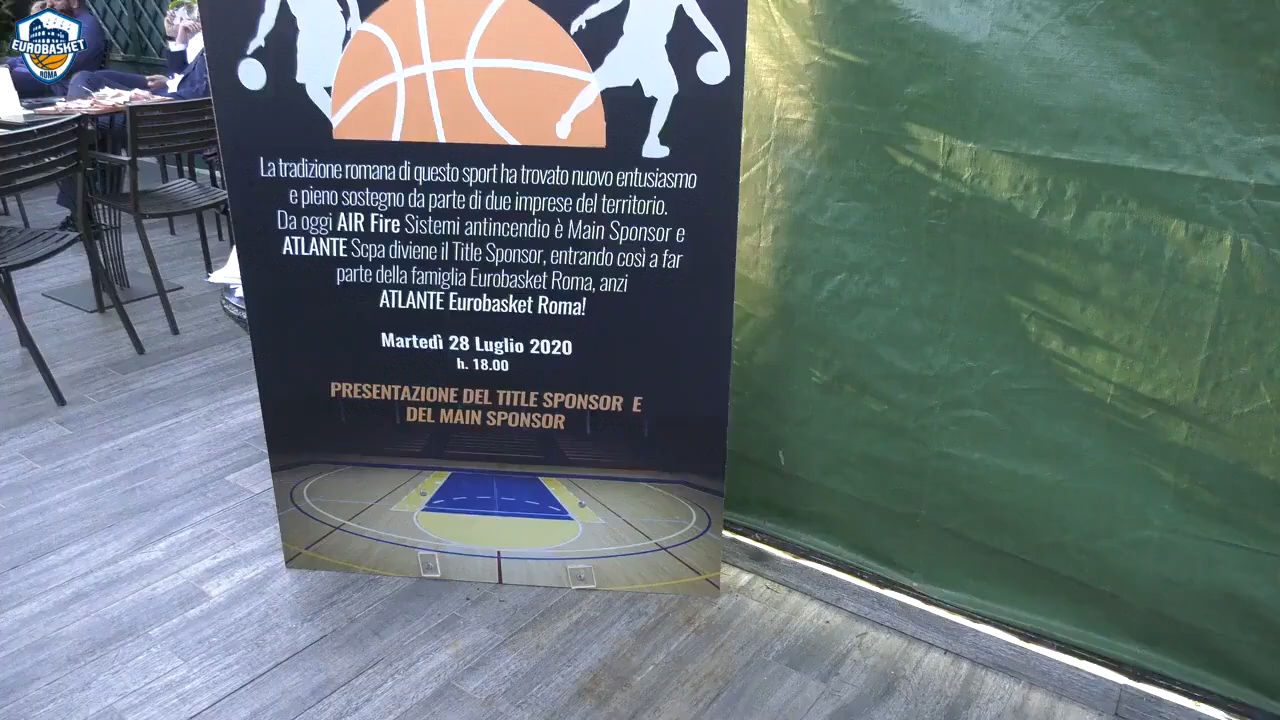 EUROBASKET
ROMA
La tradizione romana di questo sport ha trovato nuovo entusiasmo
e pieno sostegno da parte di due imprese del territorio.
Da oggi AIR Fire Sistemi antincendio è Main Sponsor e
ATLANTE Scpa diviene il Title Sponsor, entrando così a far
parte della famiglia Eurobasket Roma, anzi
ATLANTE Eurobasket Roma!
Martedì 28 Luglio 2020
h. 18.00
PRESENTAZIONE DEL TITLE SPONSOR E
DEL MAIN SPONSOR